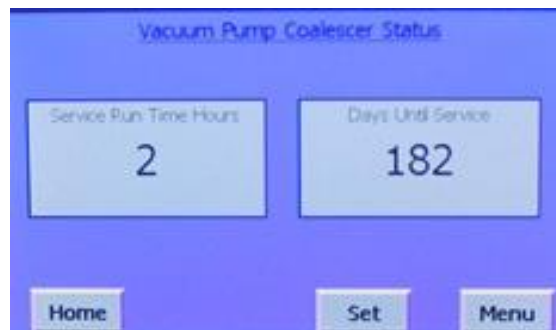 Vacuum Pump Coalescer Status
Service Run Time Hours
Days Until Service
2
182
Home
Set
Menu